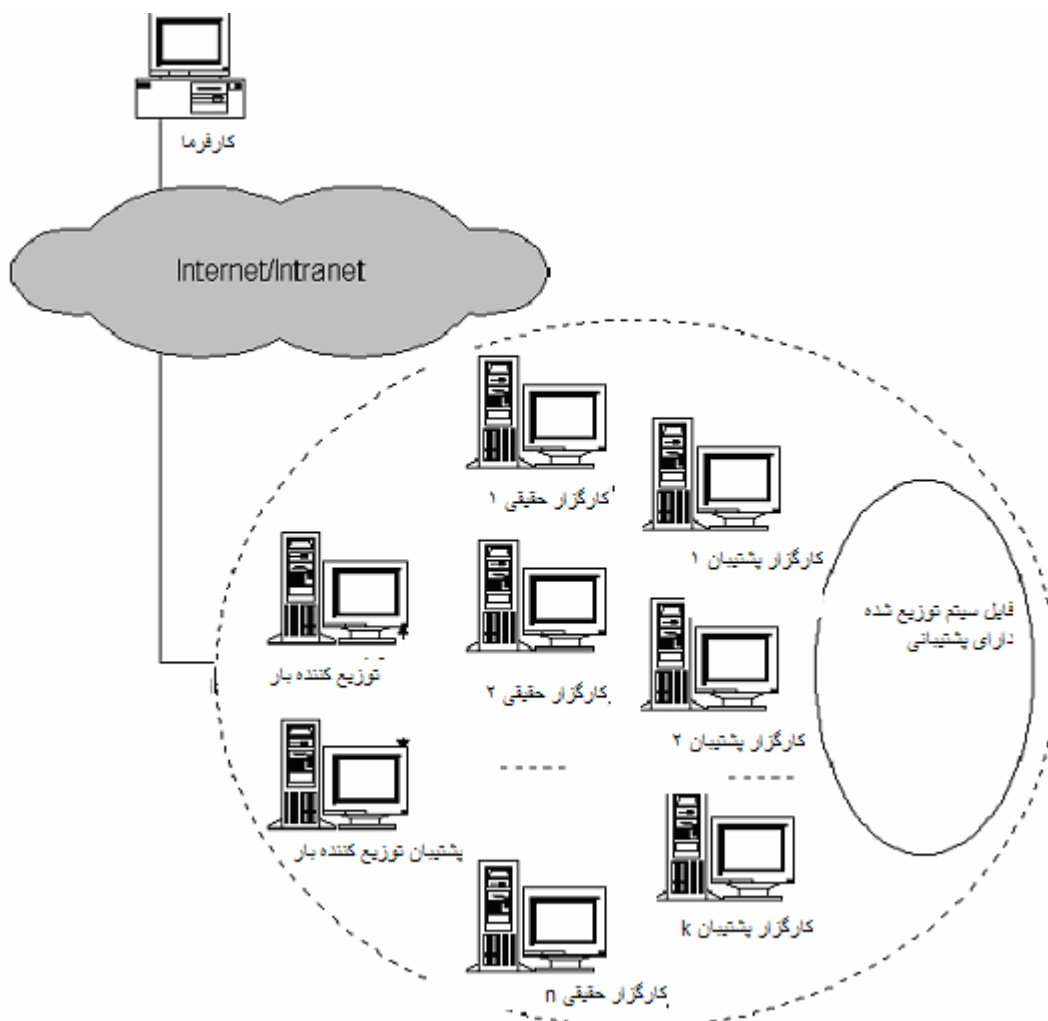 کارفرما
Internet/Intranet
کارگزار حقیقی ۱
کارگزار پشتیبان ۱
فایل سیتم توزیع شده
دارای پشتیبانی
توزیع کننده بار
کارگزار حقیقی ۲
کارگزار پشتیبان ۲
پشتیبان توزیع کننده بار
کارگزار پشتیبان k
کارگزار حقیقی n